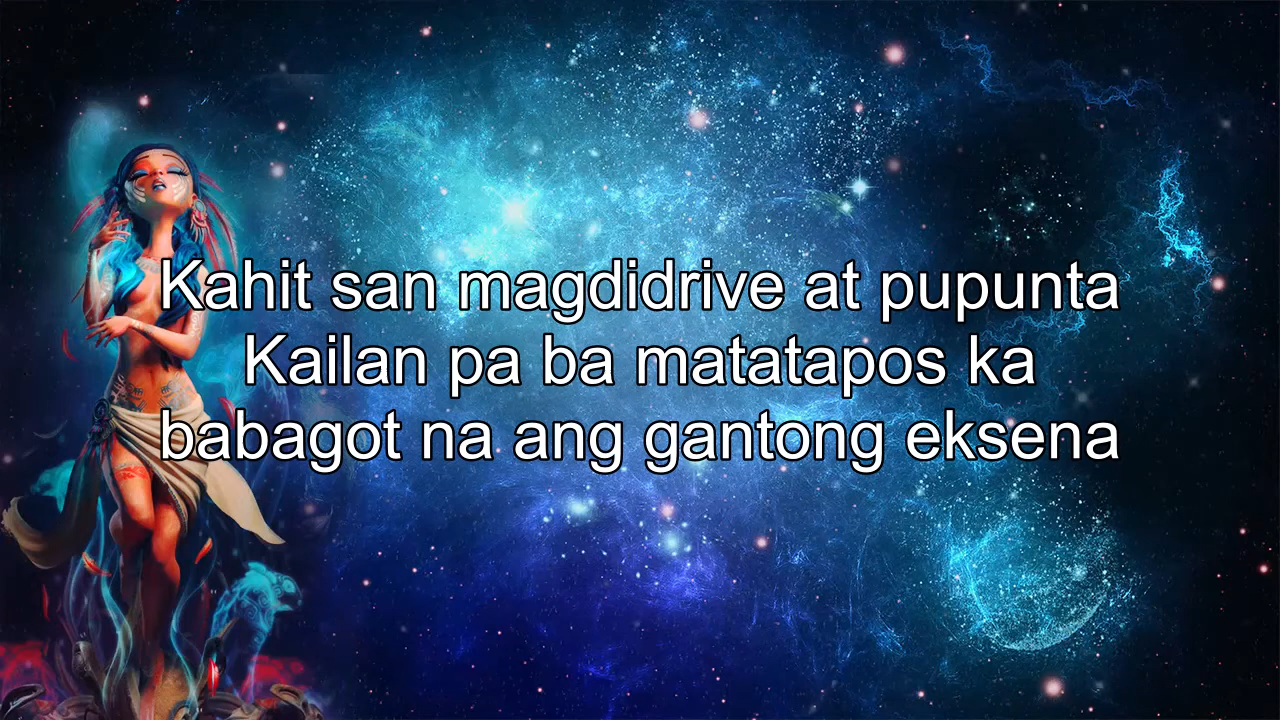 Kahit san magdidrive at pupunta
Kailan pa ba matatapos ka
babagot na ang gantong eksena